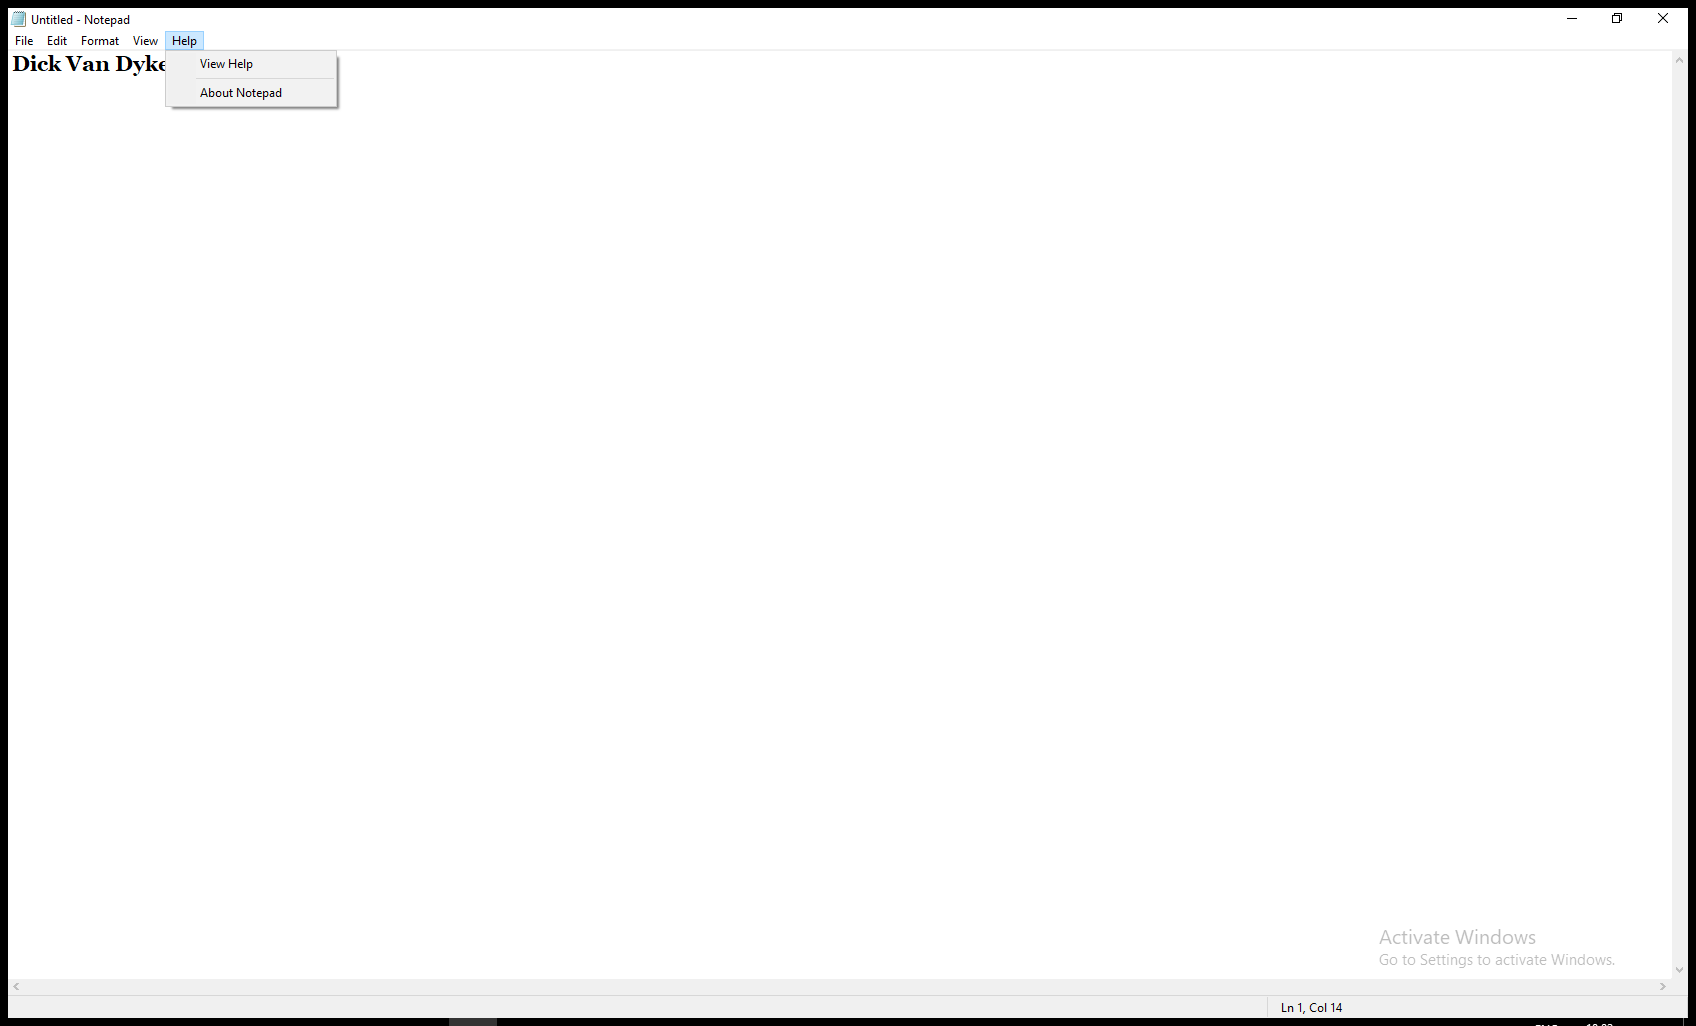 Untitled - Notepad
File Edit Format View Help
Dick Van Dyke
View Help
About Notepad
Activate Windows
Go to Settings to activate Windows.
Ln 1, Col 14